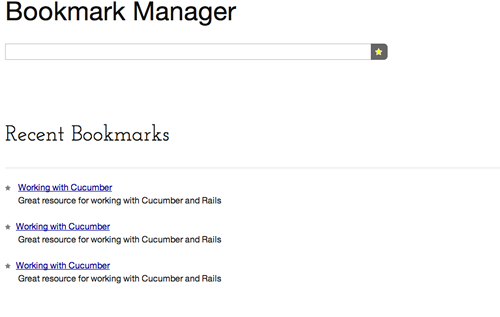 Bookmark Manager
Recent Bookmarks
Working with Cucumber
Great resource for working with Cucumber and Rails
Working with Cucumber
Great resource for working with Cucumber and Rails
Working with Cucumber
Great resource for working with Cucumber and Rails